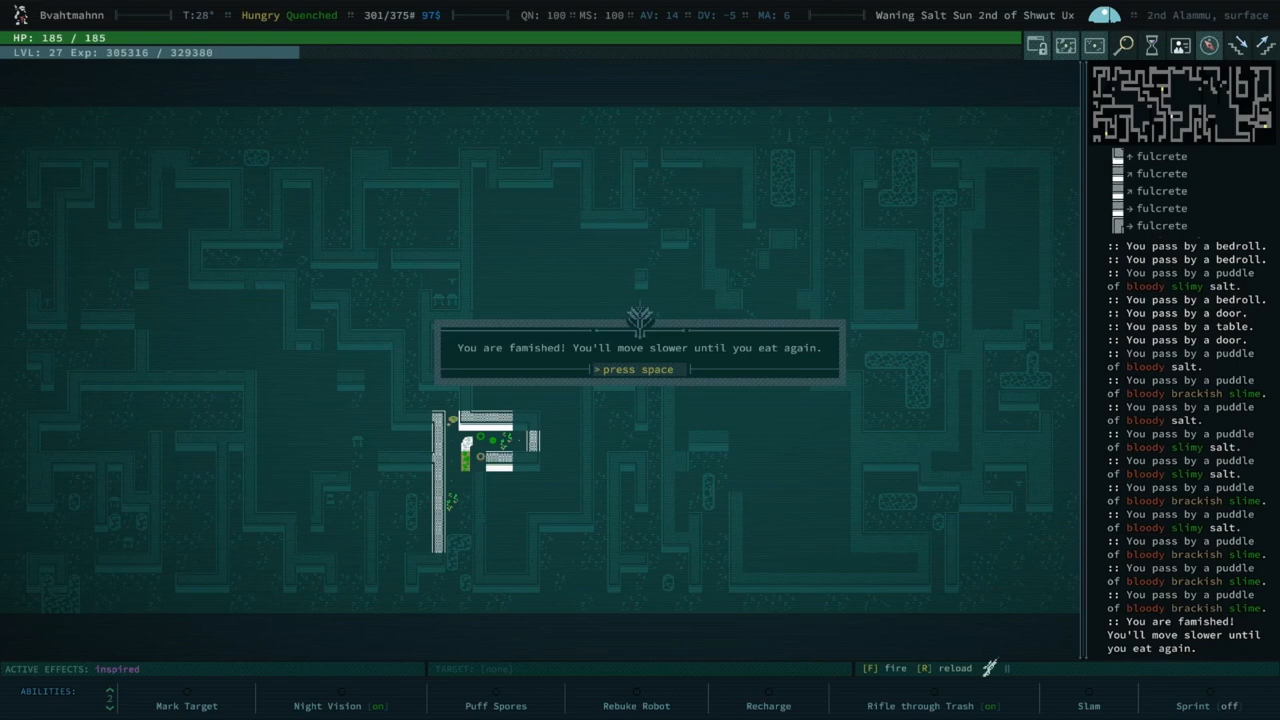 Bvahtmahnn T:28° Hungry Quenched 301/375# 97$ QN: 100 MS: 100 AV: 14 DV: -5 MA: 6 Waning Salt Sun 2nd of Shwut Ux 2nd Alammu, surface
HP: 185 / 185
LVL: 27 Exp: 305316 / 329380
fulcrete
fulcrete
fulcrete
fulcrete
fulcrete
:: You pass by a bedroll.
:: You pass by a bedroll.
:: You pass by a puddle
of bloody slimy salt.
:: You pass by a bedroll.
:: You pass by a door.
:: You pass by a table.
:: You pass by a door.
:: You pass by a puddle
of bloody salt.
:: You pass by a puddle
of bloody brackish slime.
:: You pass by a puddle
of bloody salt.
:: You pass by a puddle
of bloody slimy salt.
:: You pass by a puddle
of bloody slimy salt.
:: You pass by a puddle
of bloody brackish slime.
:: You pass by a puddle
of bloody slimy salt.
:: You pass by a puddle
of bloody brackish slime.
:: You pass by a puddle
of bloody brackish slime.
:: You pass by a puddle
of bloody brackish slime.
:: You are famished!
You'll move slower until
you eat again.
You are famished! You'll move slower until you eat again.
> press space
ACTIVE EFFECTS: inspired TARGET: [none] [F] fire [R] reload
ABILITIES: 2 Mark Target Night Vision [on] Puff Spores Rebuke Robot Recharge Rifle through Trash [on] Slam Sprint [off]